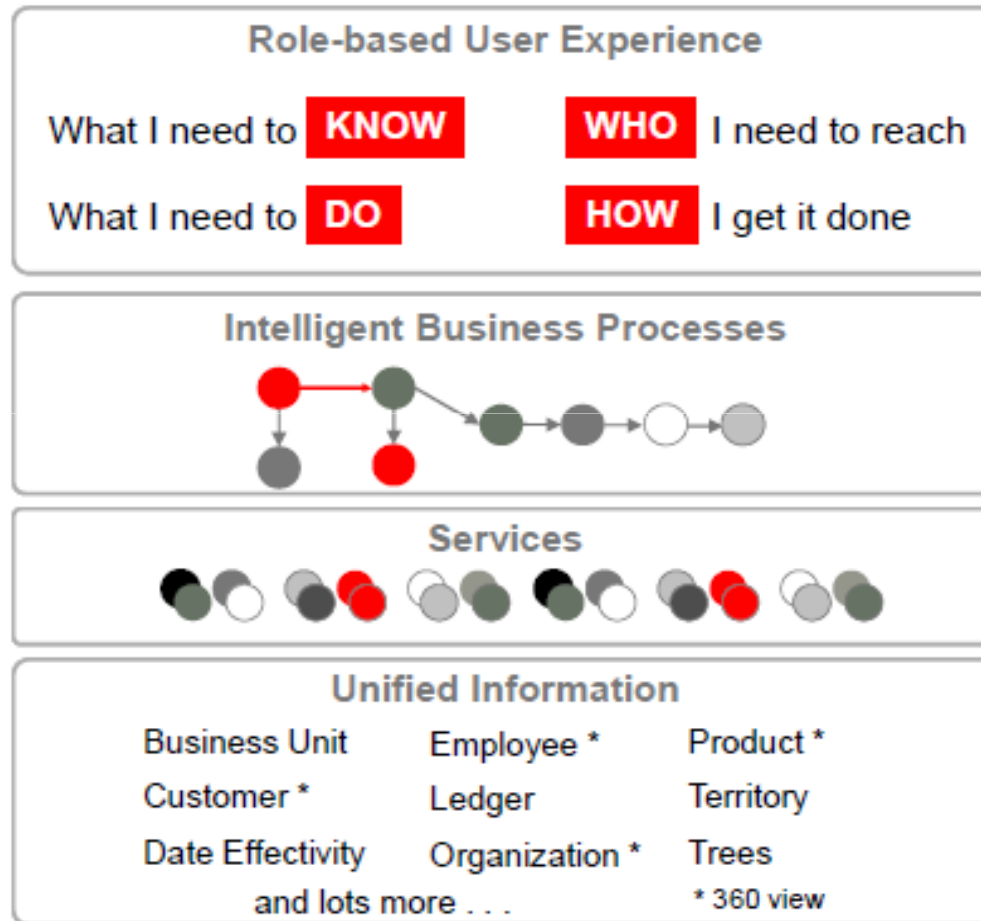 Role-based User Experience
What I need to KNOW WHO I need to reach
What I need to DO HOW I get it done
Intelligent Business Processes
Services
Unified Information
Business Unit Employee * Product *
Customer * Ledger Territory
Date Effectivity Organization * Trees
and lots more . . . * 360 view